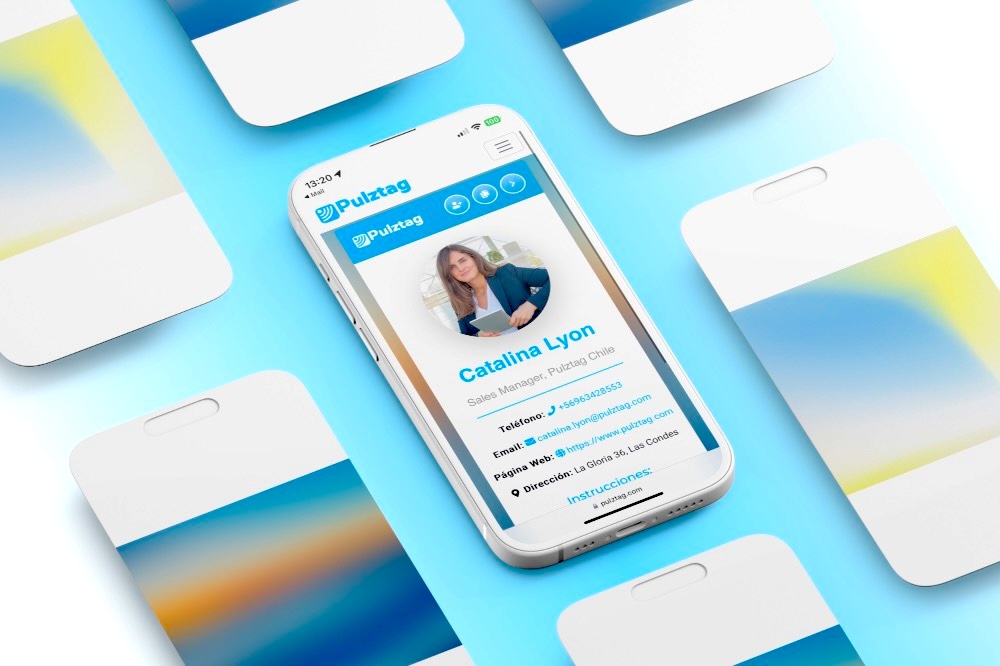 13:20
100
◀ Mail
Pulztag
Pulztag
Catalina Lyon
Sales Manager, Pulztag Chile
Teléfono: +56963428553
Email: catalina.lyon@pulztag.com
Página Web: https://www.pulztag.com
Dirección: La Gloria 36, Las Condes
Instrucciones:
pulztag.com